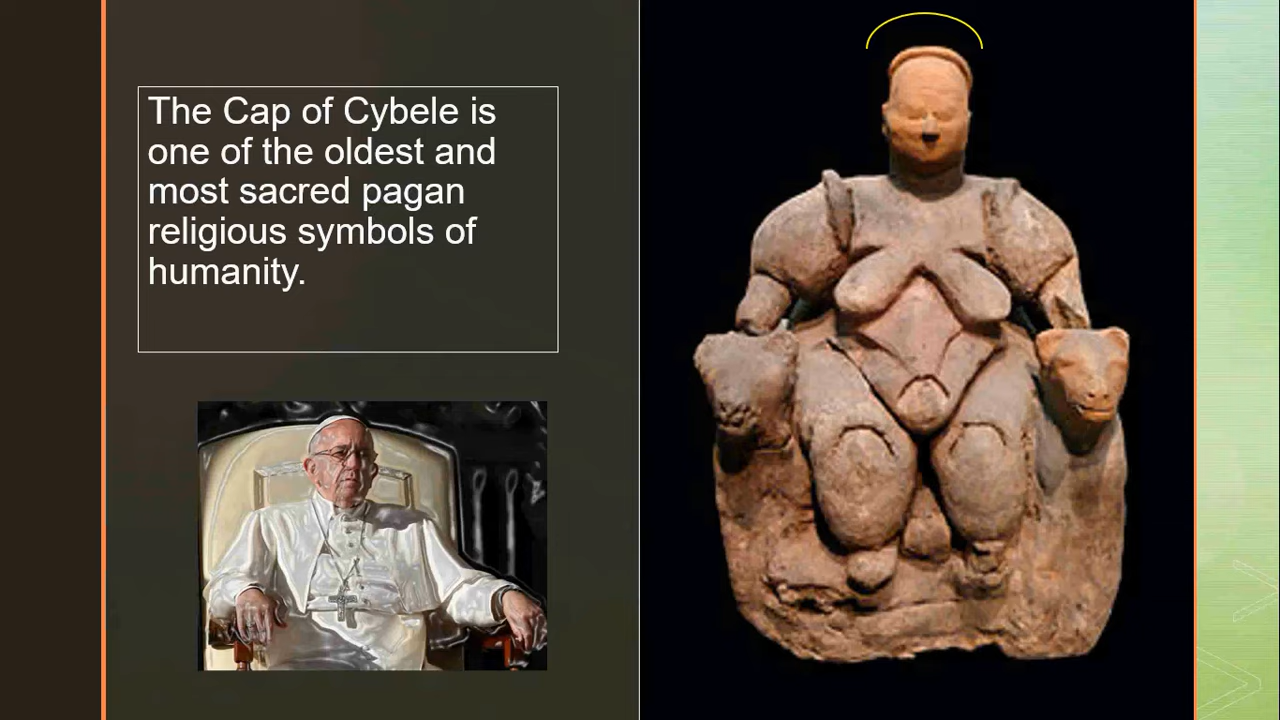 The Cap of Cybele is
one of the oldest and
most sacred pagan
religious symbols of
humanity.